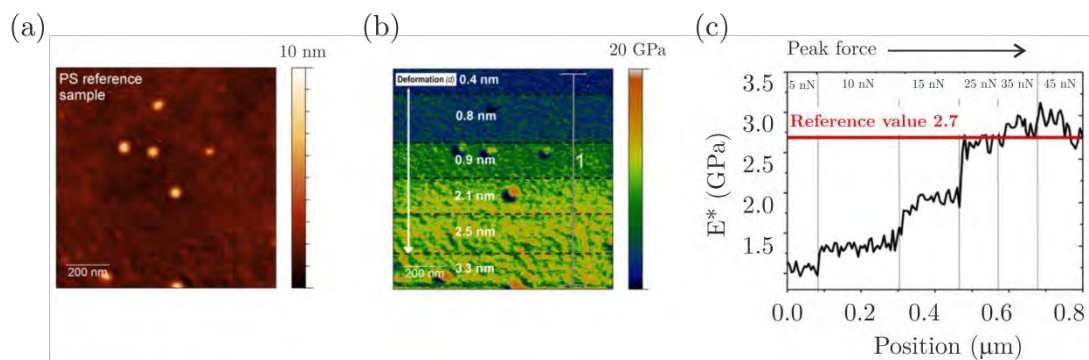 (a)
10 nm
PS reference
sample
200 nm
(b)
20 GPa
Deformation (d)
0.4 nm
0.8 nm
0.9 nm
1
2.1 nm
2.5 nm
200 nm
3.3 nm
(c)
Peak force
5 nN 10 nN 15 nN 25 nN 35 nN 45 nN
Reference value 2.7
E* (GPa)
3.5
3.0
2.5
2.0
1.5
0.0 0.2 0.4 0.6 0.8
Position (µm)